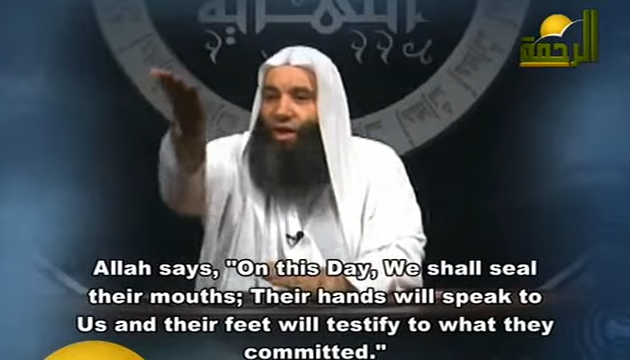 الرحمة
Allah says, "On this Day, We shall seal
their mouths; Their hands will speak to
Us and their feet will testify to what they
committed."